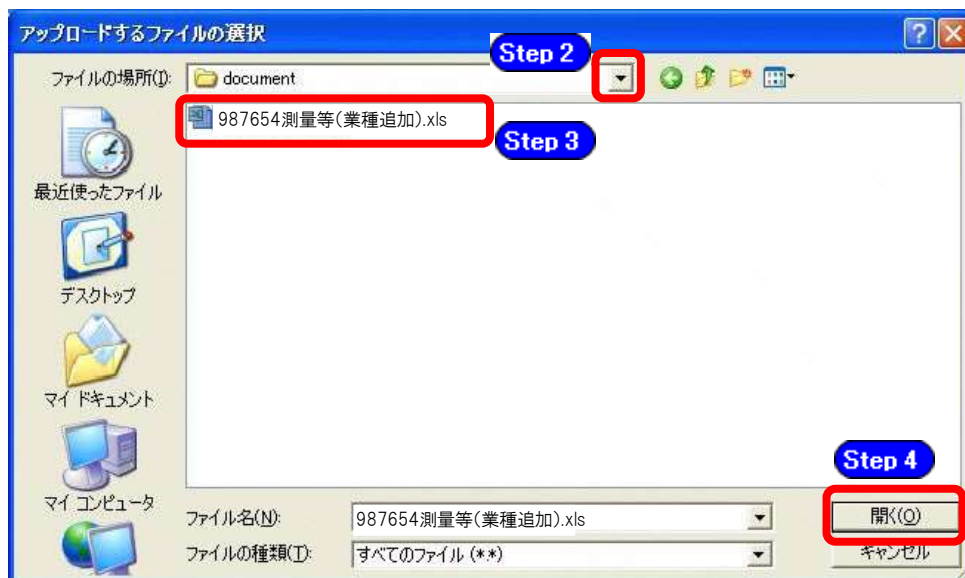 アップロードするファイルの選択
Step 2
ファイルの場所(I):
document
987654測量等(業種追加).xls
Step 3
最近使ったファイル
デスクトップ
マイ ドキュメント
マイ コンピュータ
Step 4
ファイル名(N):
987654測量等(業種追加).xls
開く(O)
ファイルの種類(T):
すべてのファイル (*.*)
キャンセル